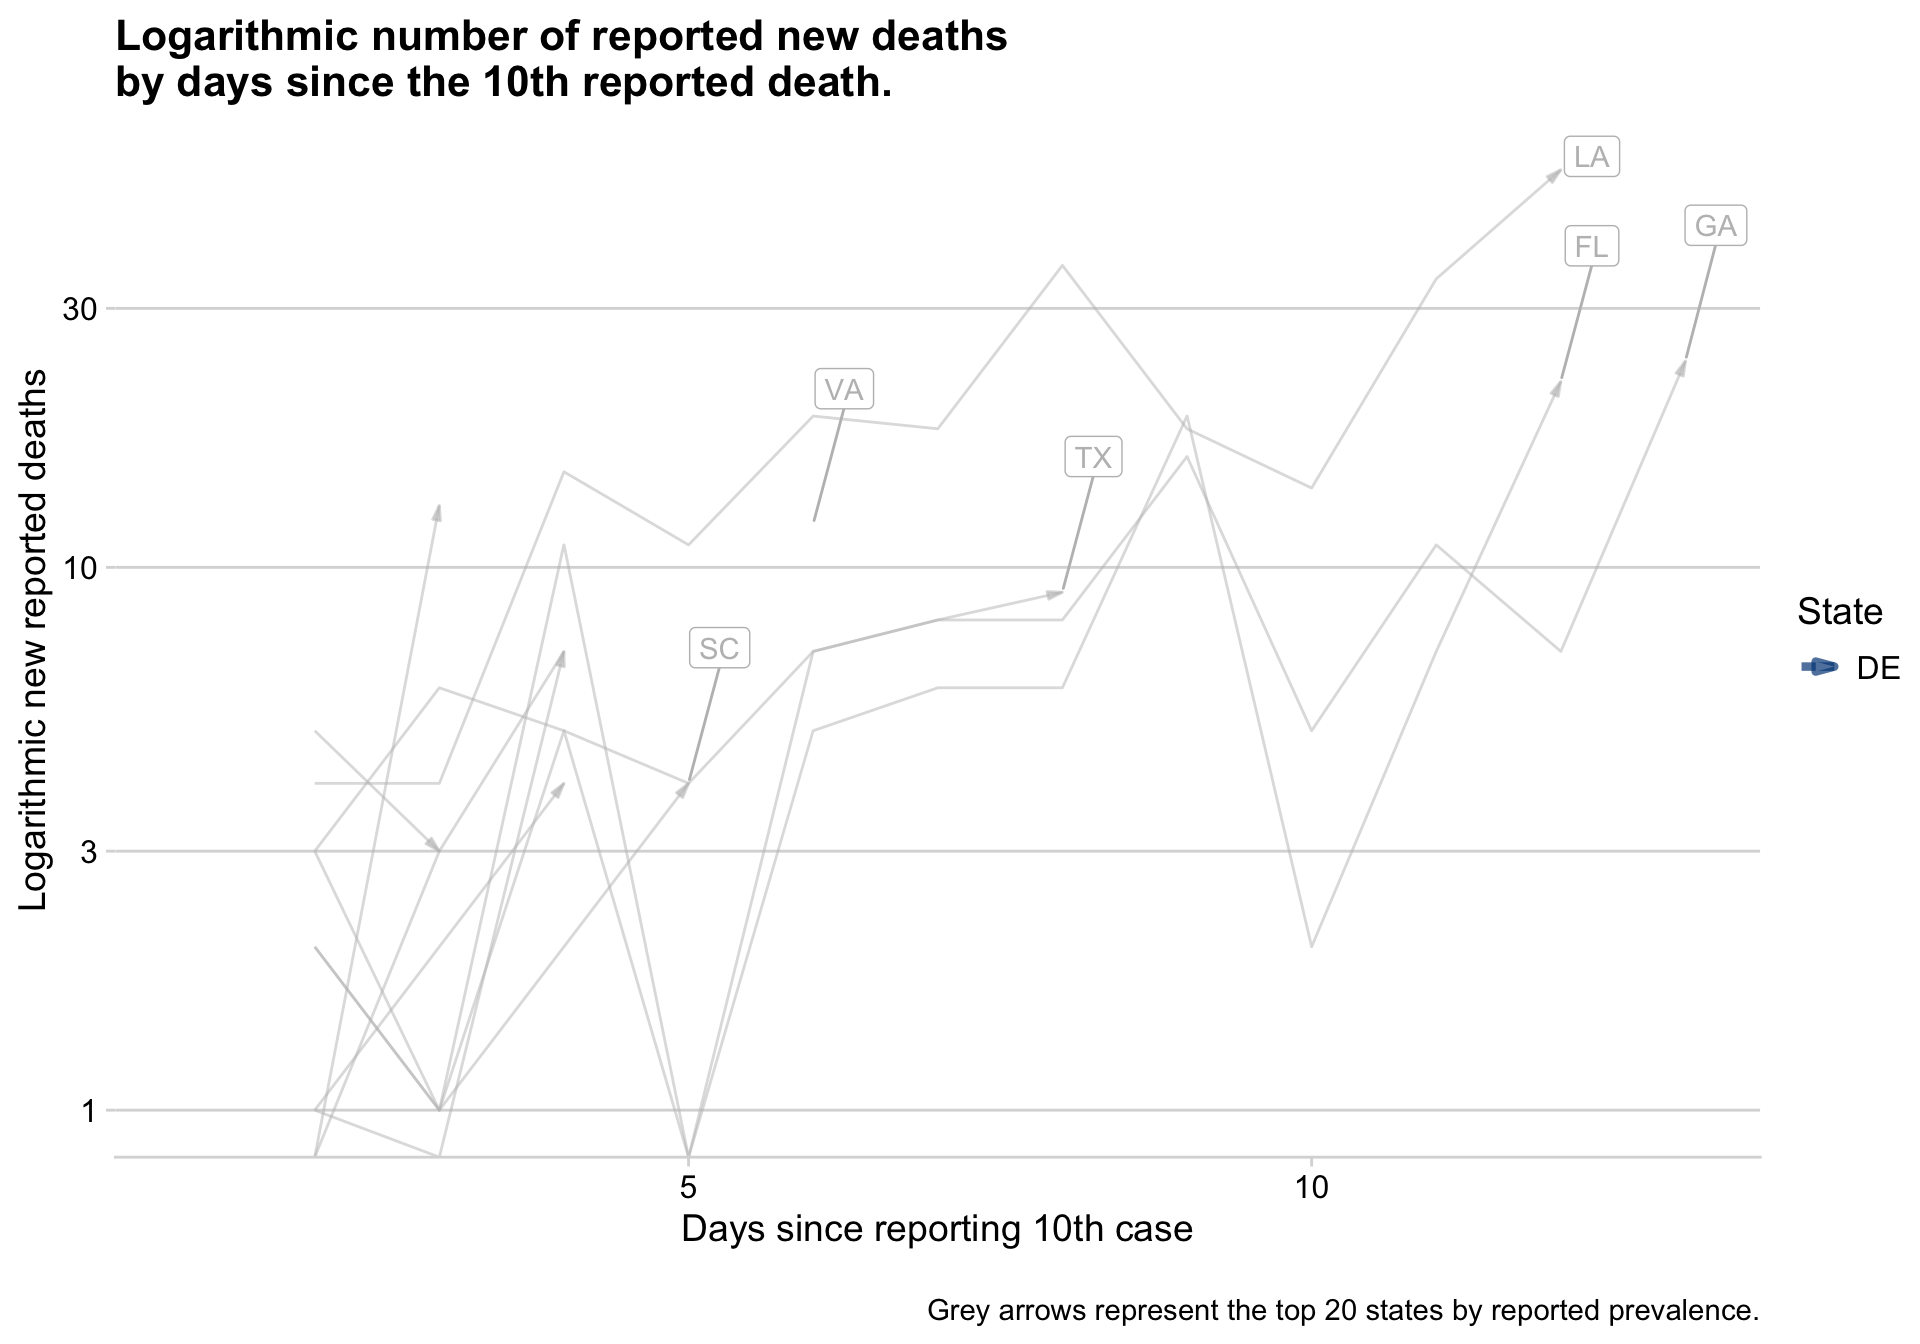 Logarithmic number of reported new deaths
by days since the 10th reported death.
LA
GA
FL
30
VA
TX
10
SC
3
1
Logarithmic new reported deaths
State
DE
5
10
Days since reporting 10th case
Grey arrows represent the top 20 states by reported prevalence.